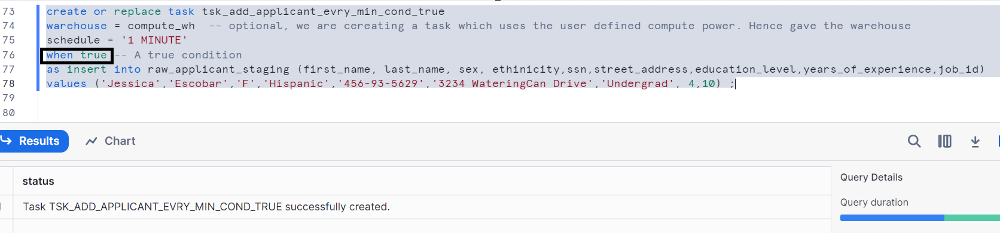 73 create or replace task tsk_add_applicant_evry_min_cond_true
74 warehouse = compute_wh  -- optional, we are cereating a task which uses the user defined compute power. Hence gave the warehouse
75 schedule = '1 MINUTE'
76 when true -- A true condition
77 as insert into raw_applicant_staging (first_name, last_name, sex, ethinicity,ssn,street_address,education_level,years_of_experience,job_id)
78 values ('Jessica','Escobar','F','Hispanic','456-93-5629','3234 WateringCan Drive','Undergrad', 4,10) ;
79
80
Results Chart
status
Task TSK_ADD_APPLICANT_EVRY_MIN_COND_TRUE successfully created.
Query Details
Query duration